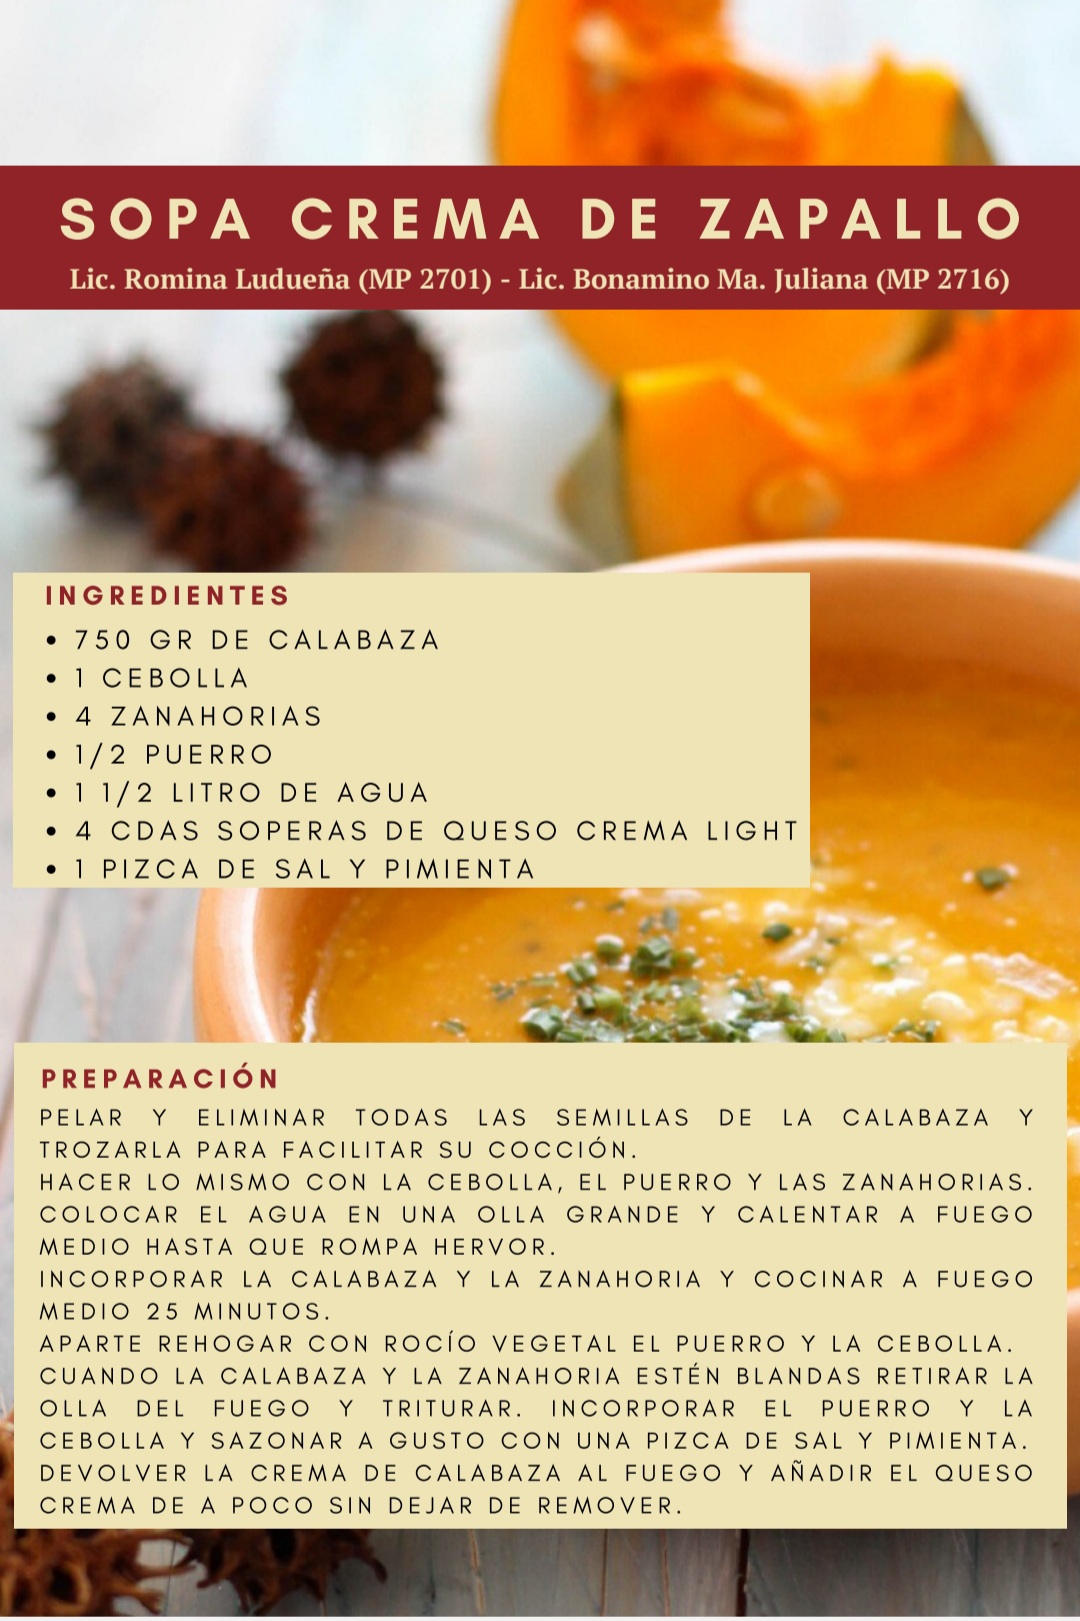 SOPA CREMA DE ZAPALLO
Lic. Romina Ludueña (MP 2701) - Lic. Bonamino Ma. Juliana (MP 2716)
INGREDIENTES
• 750 GR DE CALABAZA
• 1 CEBOLLA
• 4 ZANAHORIAS
• 1/2 PUERRO
• 1 1/2 LITRO DE AGUA
• 4 CDAS SOPERAS DE QUESO CREMA LIGHT
• 1 PIZCA DE SAL Y PIMIENTA
PREPARACIÓN
PELAR Y ELIMINAR TODAS LAS SEMILLAS DE LA CALABAZA Y
TROZARLA PARA FACILITAR SU COCCIÓN.
HACER LO MISMO CON LA CEBOLLA, EL PUERRO Y LAS ZANAHORIAS.
COLOCAR EL AGUA EN UNA OLLA GRANDE Y CALENTAR A FUEGO
MEDIO HASTA QUE ROMPA HERVOR.
INCORPORAR LA CALABAZA Y LA ZANAHORIA Y COCINAR A FUEGO
MEDIO 25 MINUTOS.
APARTE REHOGAR CON ROCÍO VEGETAL EL PUERRO Y LA CEBOLLA.
CUANDO LA CALABAZA Y LA ZANAHORIA ESTÉN BLANDAS RETIRAR LA
OLLA DEL FUEGO Y TRITURAR. INCORPORAR EL PUERRO Y LA
CEBOLLA Y SAZONAR A GUSTO CON UNA PIZCA DE SAL Y PIMIENTA.
DEVOLVER LA CREMA DE CALABAZA AL FUEGO Y AÑADIR EL QUESO
CREMA DE A POCO SIN DEJAR DE REMOVER.